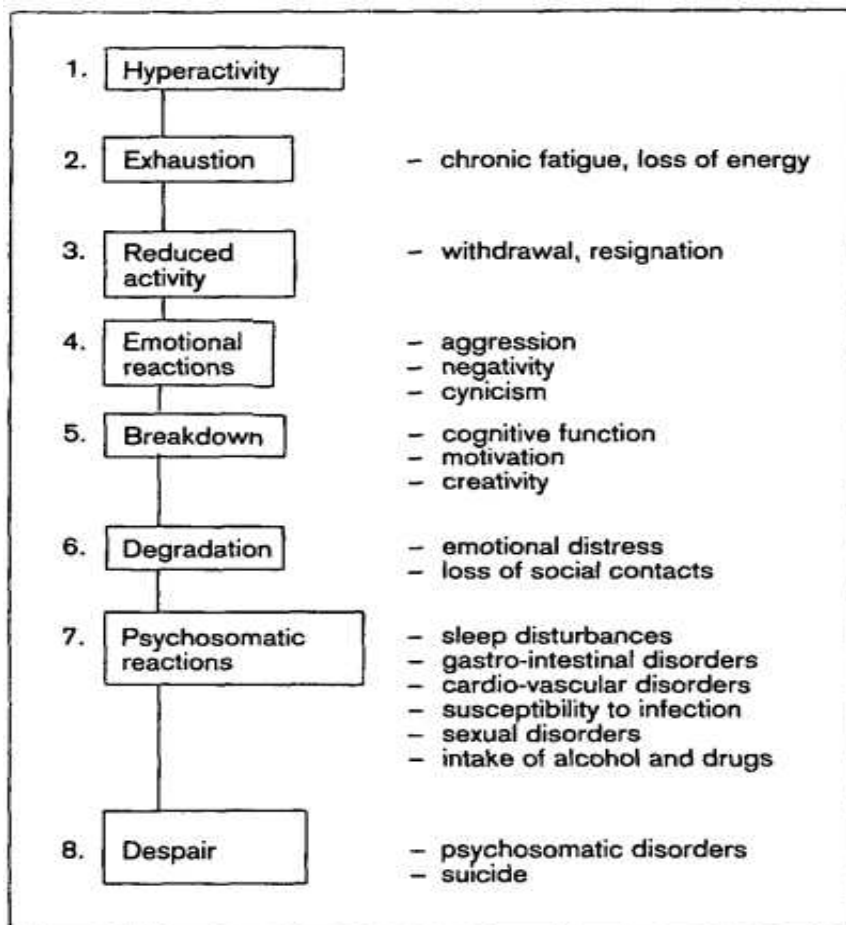 1. Hyperactivity
2. Exhaustion – chronic fatigue, loss of energy
3. Reduced activity – withdrawal, resignation
4. Emotional reactions – aggression
– negativity
– cynicism
5. Breakdown – cognitive function
– motivation
– creativity
6. Degradation – emotional distress
– loss of social contacts
7. Psychosomatic reactions – sleep disturbances
– gastro-intestinal disorders
– cardio-vascular disorders
– susceptibility to infection
– sexual disorders
– intake of alcohol and drugs
8. Despair – psychosomatic disorders
– suicide